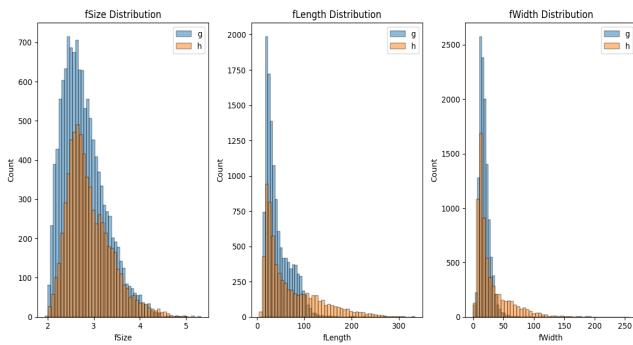 fSize Distribution
g
h
Count
700
600
500
400
300
200
100
0
2
3
4
5
fSize
fLength Distribution
g
h
Count
2000
1750
1500
1250
1000
750
500
250
0
0
100
200
300
fLength
fWidth Distribution
g
h
Count
2500
2000
1500
1000
500
0
0
50
100
150
200
250
fWidth